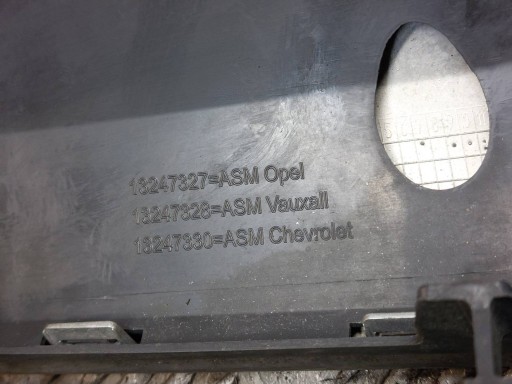 13247327=ASM Opel
13247328=ASM Vauxall
13247330=ASM Chevrolet